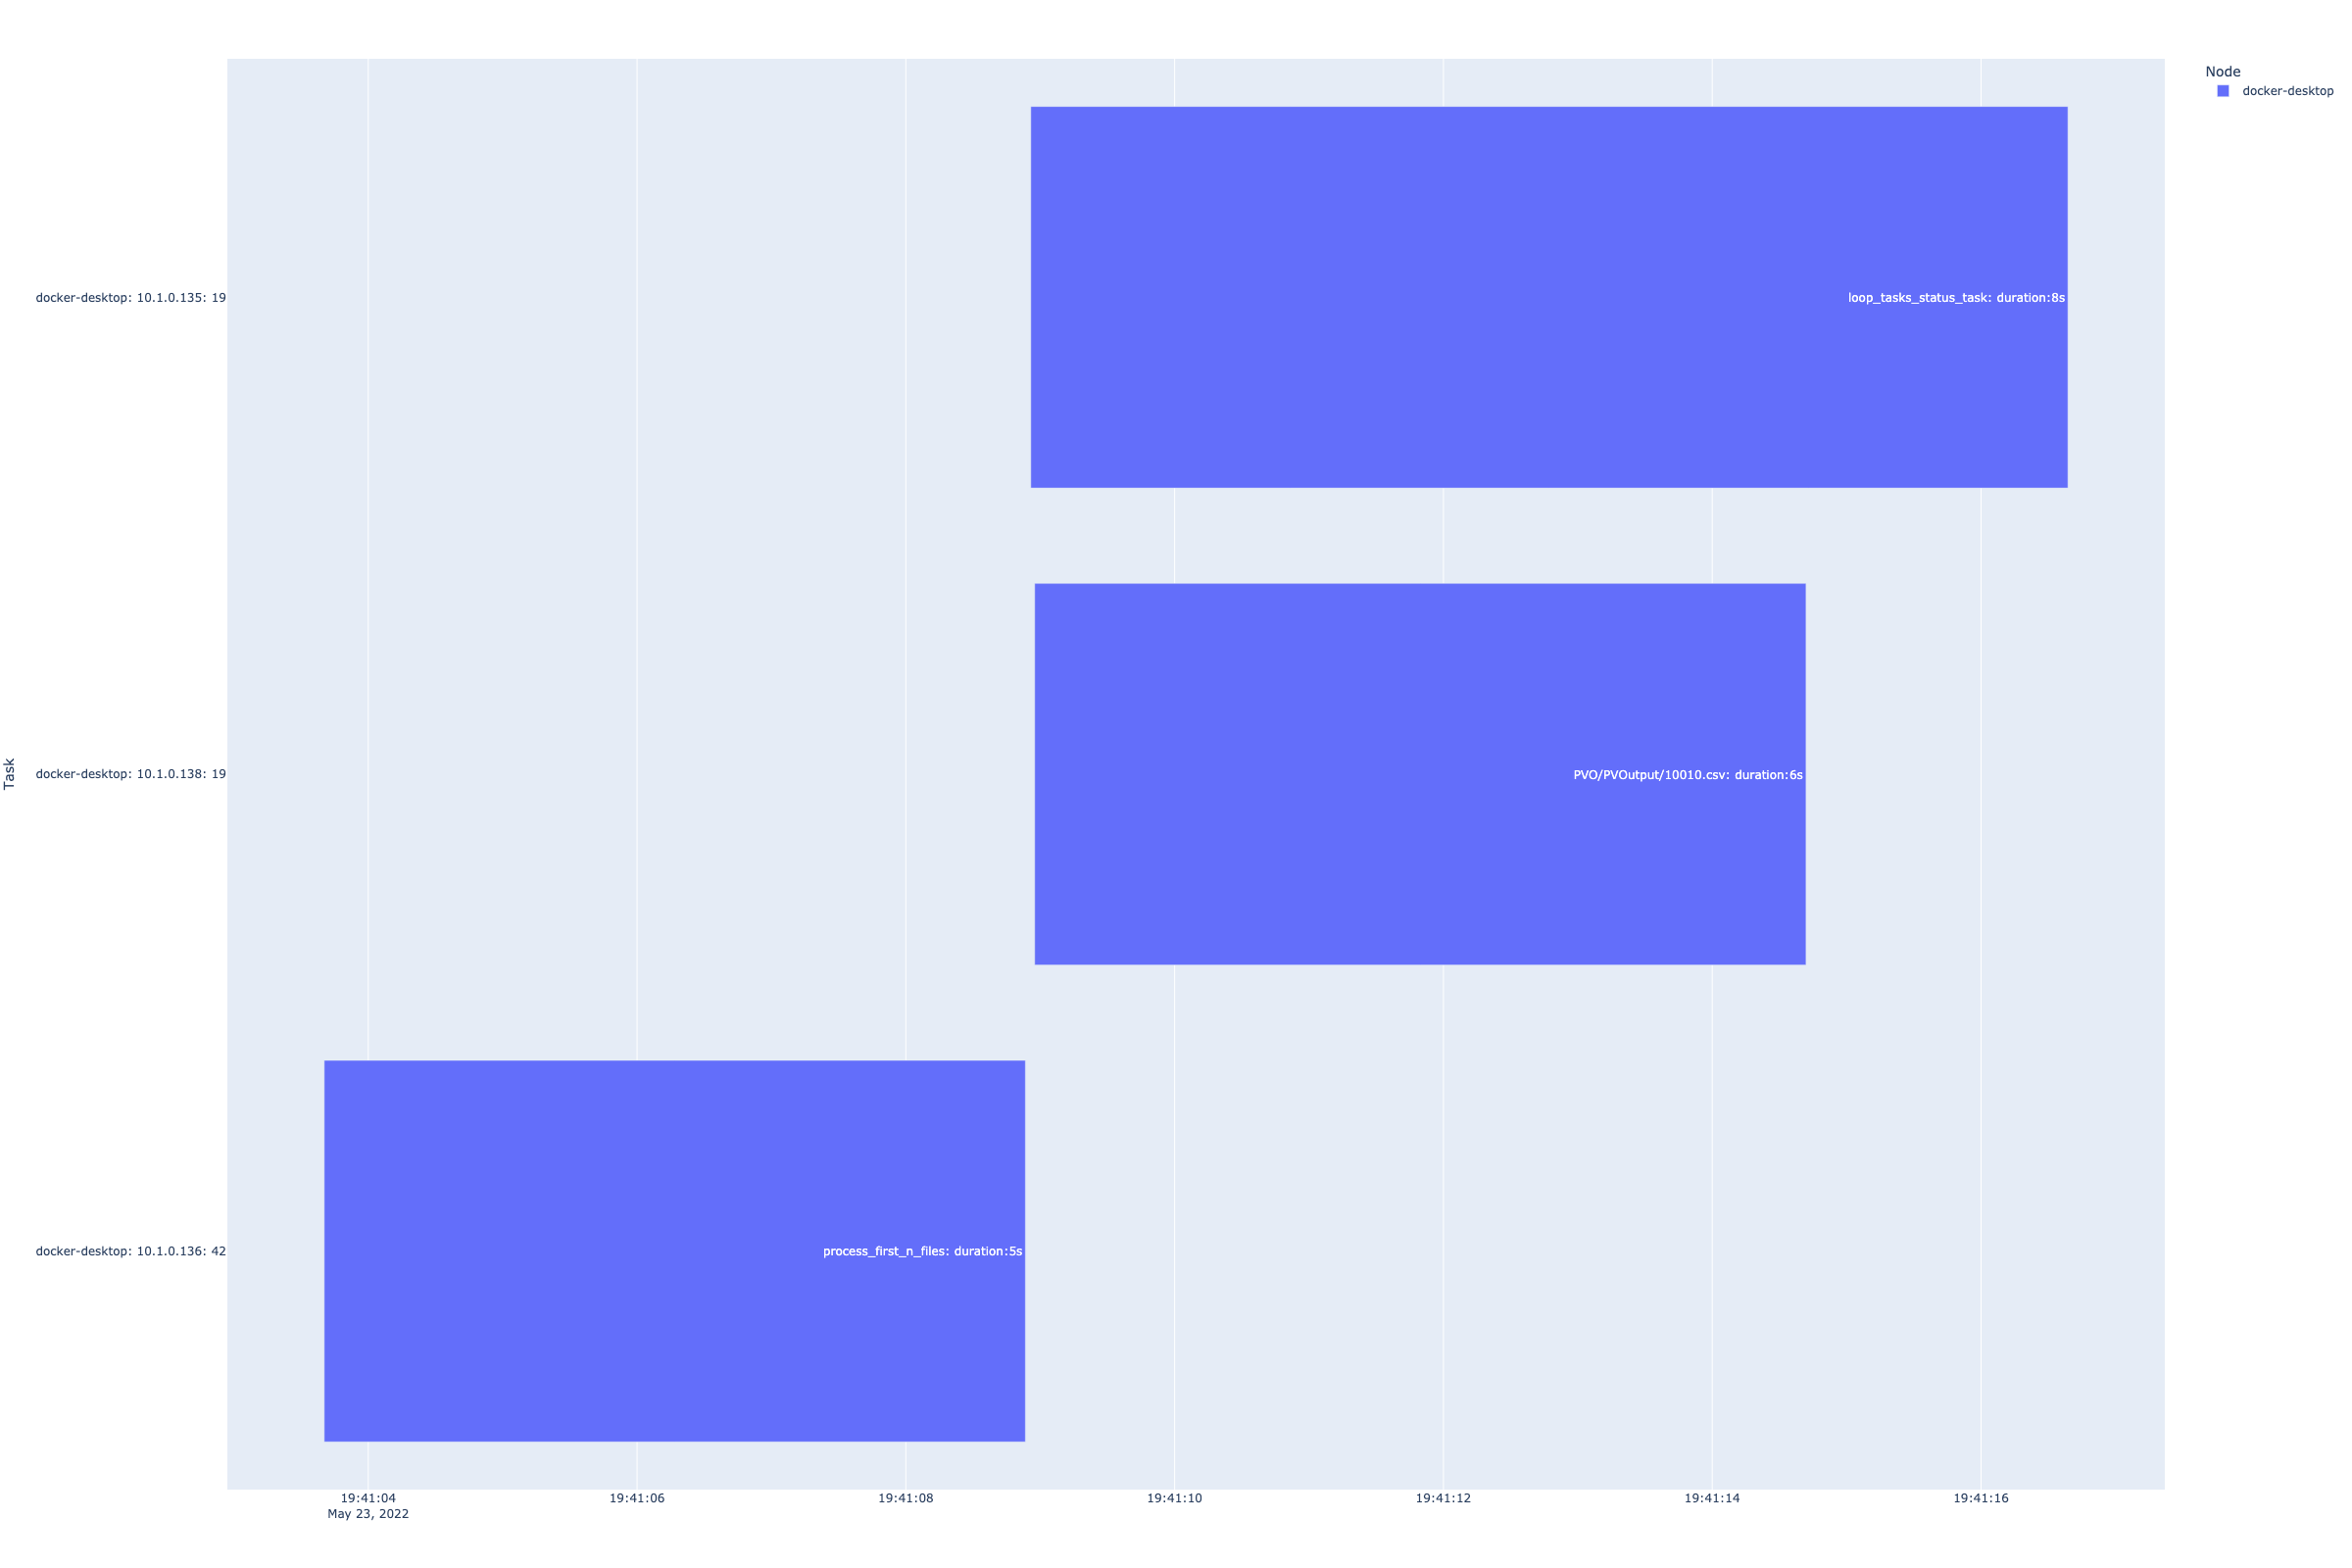 Node
docker-desktop
docker-desktop: 10.1.0.135: 19
loop_tasks_status_task: duration:8s
Task
docker-desktop: 10.1.0.138: 19
PVO/PVOutput/10010.csv: duration:6s
docker-desktop: 10.1.0.136: 42
process_first_n_files: duration:5s
19:41:04 19:41:06 19:41:08 19:41:10 19:41:12 19:41:14 19:41:16
May 23, 2022